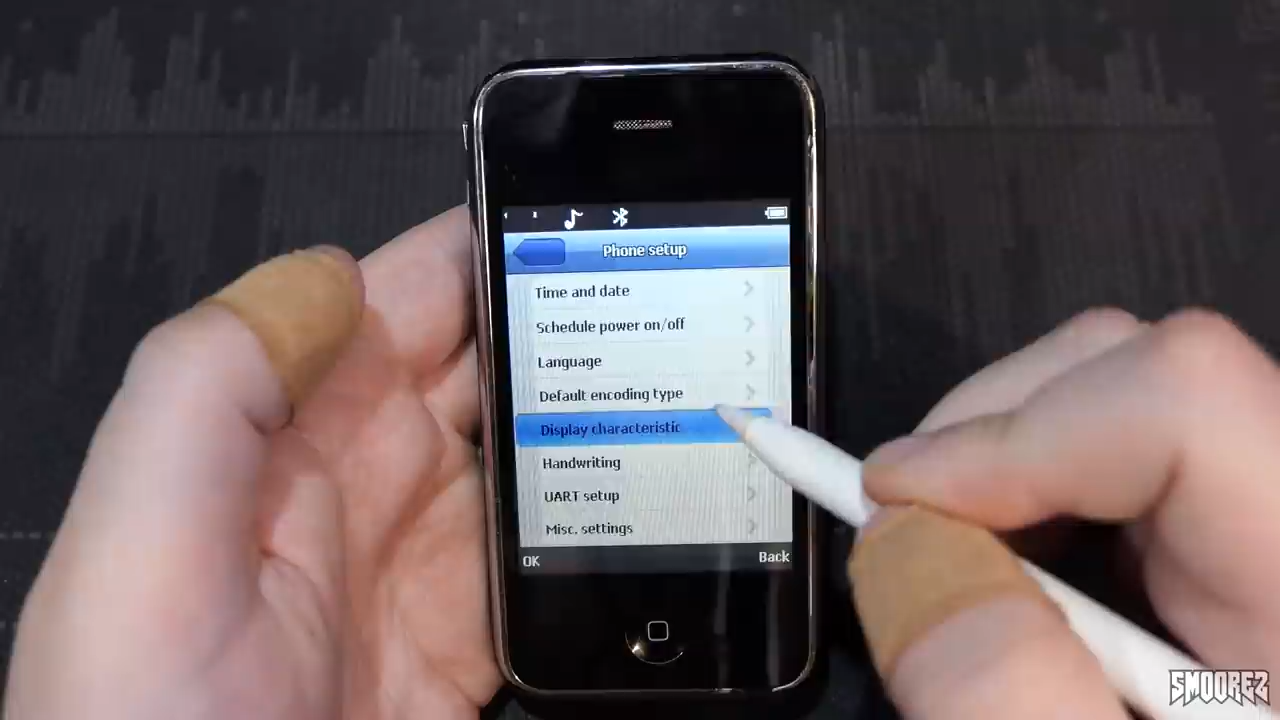 Phone setup
Time and date
Schedule power on/off
Language
Default encoding type
Display characteristic
Handwriting
UART setup
Misc. settings
OK
Back
SMOOREZ